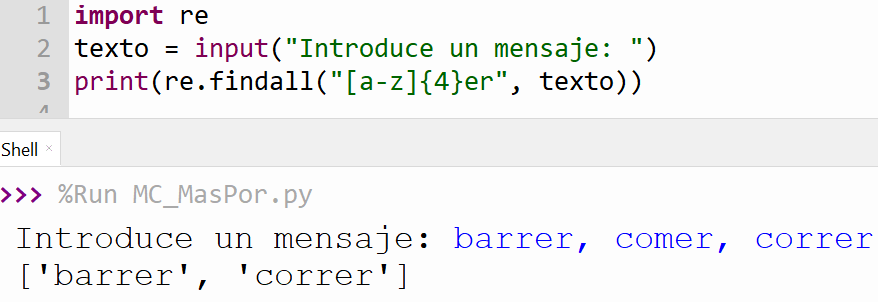 1 import re
2 texto = input("Introduce un mensaje: ")
3 print(re.findall("[a-z]{4}er", texto))
4
Shell ×
>>> %Run MC_MasPor.py
Introduce un mensaje: barrer, comer, correr
['barrer', 'correr']